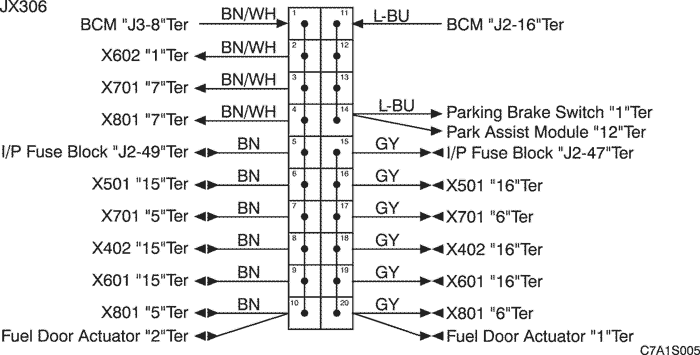 JX306
BCM "J3-8"Ter BN/WH 1 11 L-BU BCM "J2-16"Ter
X602 "1"Ter BN/WH 2 12
X701 "7"Ter BN/WH 3 13
X801 "7"Ter BN/WH 4 14 L-BU Parking Brake Switch "1"Ter
Park Assist Module "12"Ter
I/P Fuse Block "J2-49"Ter BN 5 15 GY I/P Fuse Block "J2-47"Ter
X501 "15"Ter BN 6 16 GY X501 "16"Ter
X701 "5"Ter BN 7 17 GY X701 "6"Ter
X402 "15"Ter BN 8 18 GY X402 "16"Ter
X601 "15"Ter BN 9 19 GY X601 "16"Ter
X801 "5"Ter BN 10 20 GY X801 "6"Ter
Fuel Door Actuator "2"Ter Fuel Door Actuator "1"Ter
C7A1S005